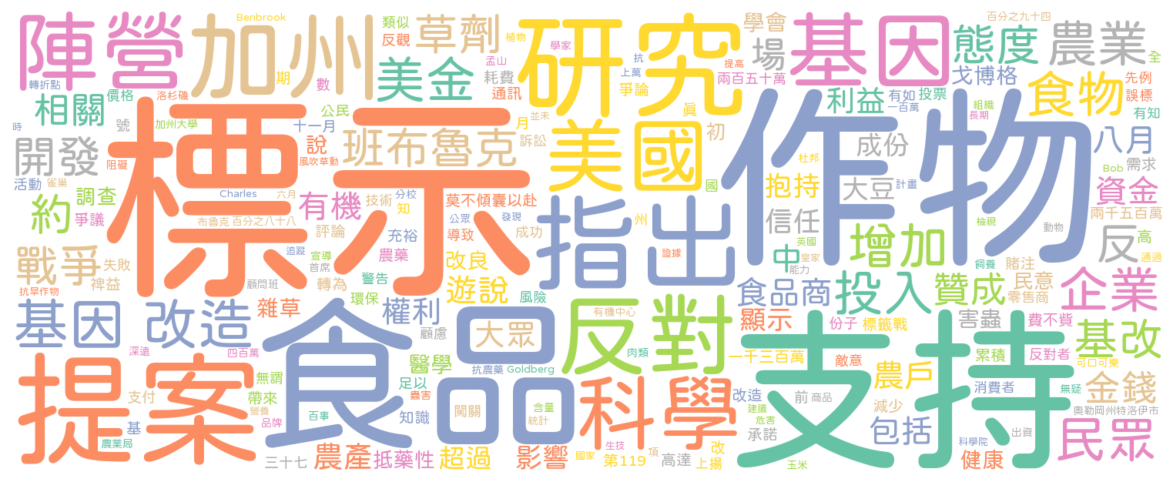 陣營
加州
Benbrook
類似
反觀
植物
草劑
研究
學會
百分之九十四
基因
態度
農業
全
轉折點
價格
洛杉磯
期
孟山
數
美金
耗費
通訊
學家
抗
上萬
提高
爭論
兩百五十萬
場
戈博格
先例
誤標
食物
相關
時
加州大學
號
公民
十一月
月
並未
訴訟
眞
初
利益
有如
投票
一百萬
組織
長期
有知
八月
開發
阻礙
風吹草動
說
班布魯克
美國
成份
需求
標示
作物
活動
雀巢
調查
爭議
約
Charles
六月
有機
技術
分校
知
莫不傾囊以赴
國
抱持
杜邦
大豆
計畫
Bob
資金
兩千五百萬
布魯克
百分之八十八
評論
充裕
公眾
發現
導致
成功
州
指出
信任
中
檢視
動物
反
高
通過
增加
戰爭
失敗
裨益
追蹤
宣導
首席
農藥
證據
英國
皇家
能力
抗旱作物
顧問班
轉為
警告
環保
改良
遊說
風險
食品商
投入
飼養
賭注
民意
零售商
贊成
企業
基因
改造
雜草
權利
顧慮
食品
大眾
有機中心
反對
顯示
份子
標籤戰
害蟲
費不貲
基改
提案
深遠
四百萬
無謂
帶來
支付
營養
品牌
百事
醫學
抗農藥
Goldberg
足以
蟲害
知識
肉類
一千三百萬
敵意
支持
累積
反對者
可口可樂
農戶
改造
消費者
無疑
金錢
閱關
含量
統計
科學
建議
危害
前
商品
減少
奧勒岡州特洛伊市
農業局
基
三十七
農產
抵藥性
超過
影響
生技
國家
第119
項
高達
改
上揚
承諾
包括
科學院
出資
民眾
玉米
健康